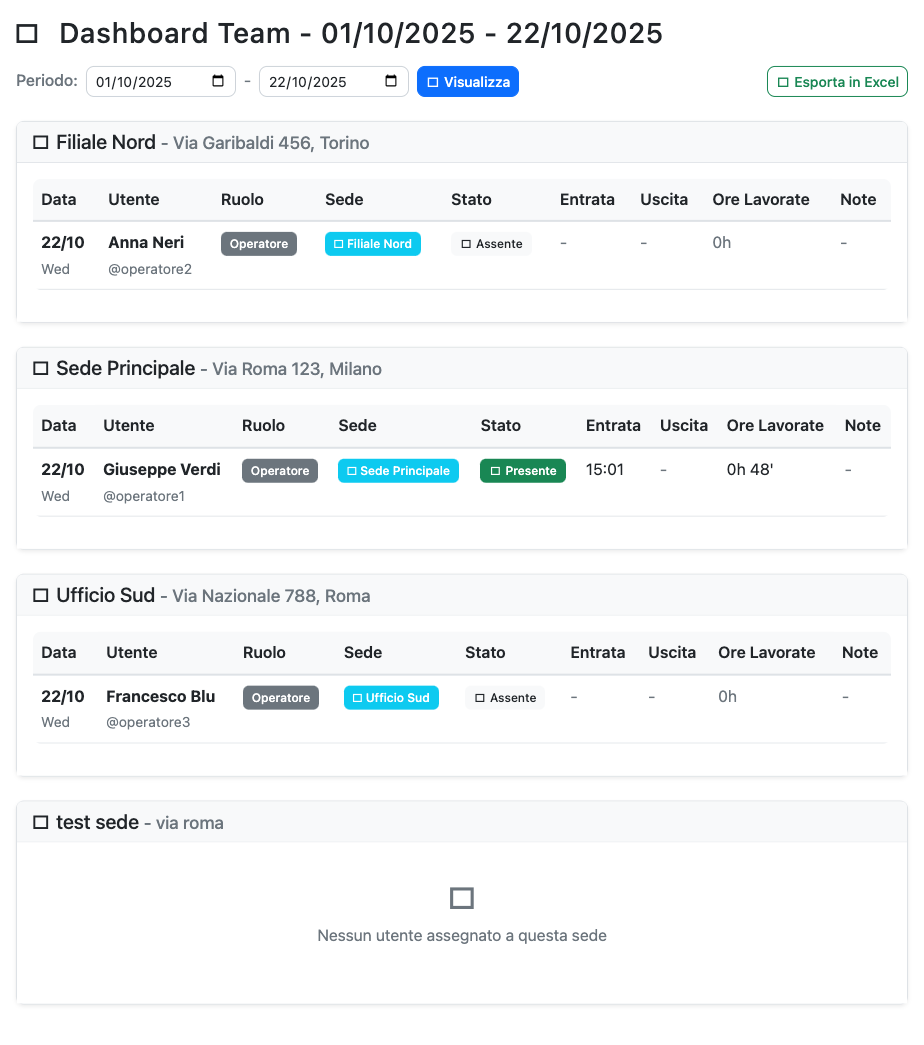 Dashboard Team - 01/10/2025 - 22/10/2025
Periodo: 01/10/2025 - 22/10/2025 Visualizza Esporta in Excel
Filiale Nord - Via Garibaldi 456, Torino
Data Utente Ruolo Sede Stato Entrata Uscita Ore Lavorate Note
22/10 Anna Neri Operatore Filiale Nord Assente - - 0h -
Wed @operatore2
Sede Principale - Via Roma 123, Milano
Data Utente Ruolo Sede Stato Entrata Uscita Ore Lavorate Note
22/10 Giuseppe Verdi Operatore Sede Principale Presente 15:01 - 0h 48' -
Wed @operatore1
Ufficio Sud - Via Nazionale 788, Roma
Data Utente Ruolo Sede Stato Entrata Uscita Ore Lavorate Note
22/10 Francesco Blu Operatore Ufficio Sud Assente - - 0h -
Wed @operatore3
test sede - via roma
Nessun utente assegnato a questa sede